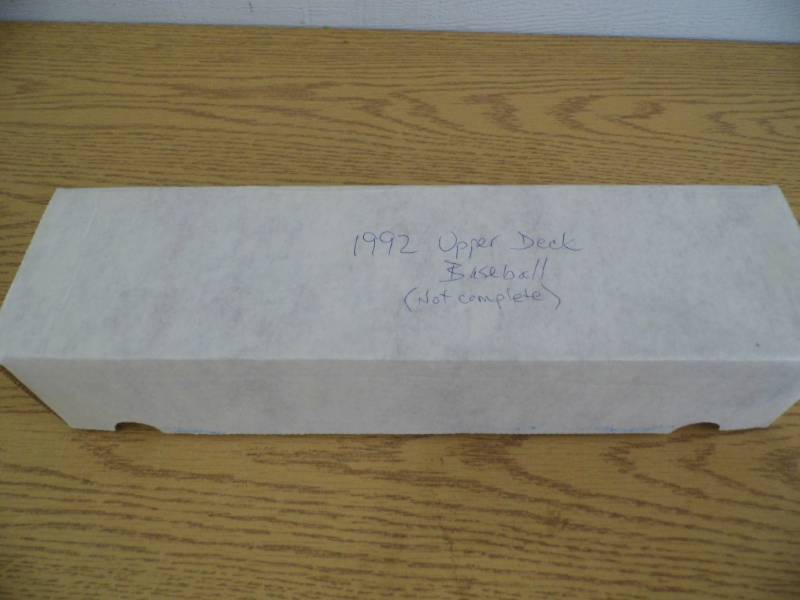 1992 Upper Deck
Baseball
(Not complete)